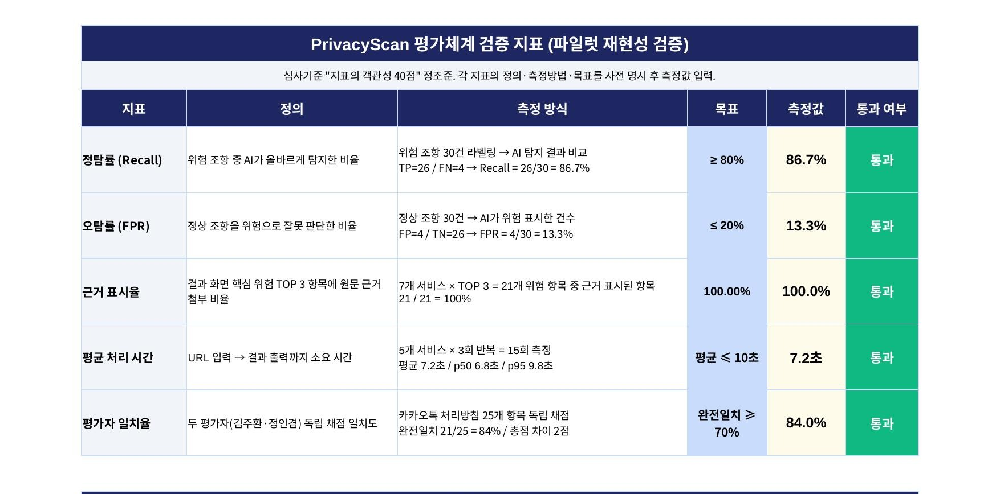 PrivacyScan 평가체계 검증 지표 (파일럿 재현성 검증)
심사기준 "지표의 객관성 40점" 정조준. 각 지표의 정의·측정방법·목표를 사전 명시 후 측정값 입력.
지표 정의 측정 방식 목표 측정값 통과 여부
정탐률 (Recall)
위험 조항 중 AI가 올바르게 탐지한 비율
위험 조항 30건 라벨링 → AI 탐지 결과 비교
TP=26 / FN=4 → Recall = 26/30 = 86.7%
≥ 80%
86.7%
통과
오탐률 (FPR)
정상 조항을 위험으로 잘못 판단한 비율
정상 조항 30건 → AI가 위험 표시한 건수
FP=4 / TN=26 → FPR = 4/30 = 13.3%
≤ 20%
13.3%
통과
근거 표시율
결과 화면 핵심 위험 TOP 3 항목에 원문 근거
첨부 비율
7개 서비스 × TOP 3 = 21개 위험 항목 중 근거 표시된 항목
21 / 21 = 100%
100.00%
100.0%
통과
평균 처리 시간
URL 입력 → 결과 출력까지 소요 시간
5개 서비스 × 3회 반복 = 15회 측정
평균 7.2초 / p50 6.8초 / p95 9.8초
평균 ≤ 10초
7.2초
통과
평가자 일치율
두 평가자(김주환·정인겸) 독립 채점 일치도
카카오톡 처리방침 25개 항목 독립 채점
완전일치 21/25 = 84% / 총점 차이 2점
완전일치 ≥
70%
84.0%
통과